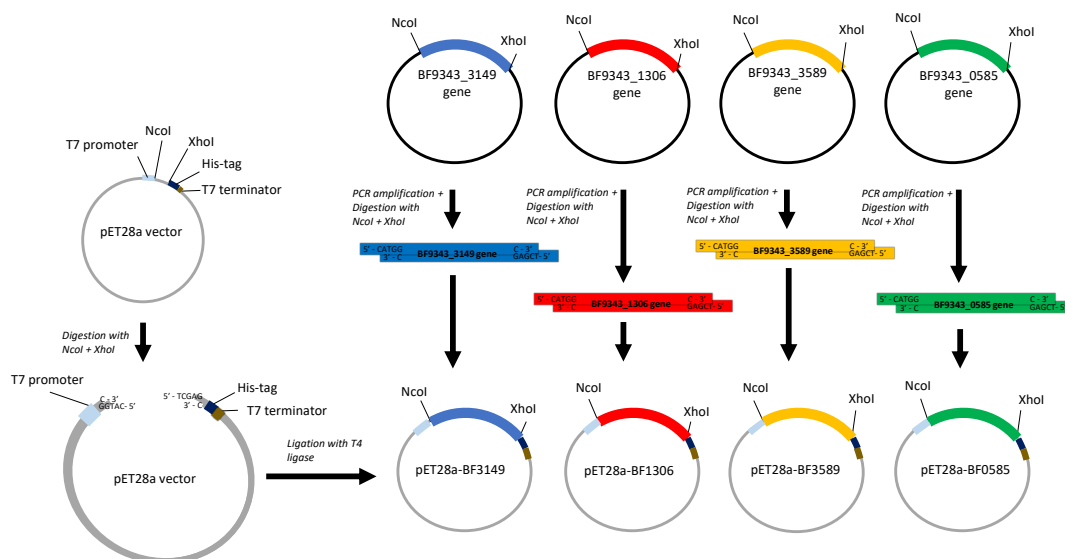 NcoI
XhoI
BF9343_3149
gene
NcoI
XhoI
BF9343_1306
gene
NcoI
XhoI
BF9343_3589
gene
NcoI
XhoI
BF9343_0585
gene
NcoI
T7 promoter
XhoI
His-tag
T7 terminator
pET28a vector
PCR amplification +
Digestion with
NcoI + XhoI
PCR amplification +
Digestion with
NcoI + XhoI
PCR amplification +
Digestion with
NcoI + XhoI
PCR amplification +
Digestion with
NcoI + XhoI
5' - CATGG C - 3'
3' - C BF9343_3149 gene GAGCT- 5'
5' - CATGG C - 3'
3' - C BF9343_1306 gene GAGCT- 5'
5' - CATGG C - 3'
3' - C BF9343_3589 gene GAGCT- 5'
5' - CATGG C - 3'
3' - C BF9343_0585 gene GAGCT- 5'
Digestion with
NcoI + XhoI
T7 promoter
C - 3'
GGTAC- 5'
5' - TCGAG
3' - C
His-tag
T7 terminator
pET28a vector
Ligation with T4
ligase
NcoI
XhoI
pET28a-BF3149
NcoI
XhoI
pET28a-BF1306
NcoI
XhoI
pET28a-BF3589
NcoI
XhoI
pET28a-BF0585